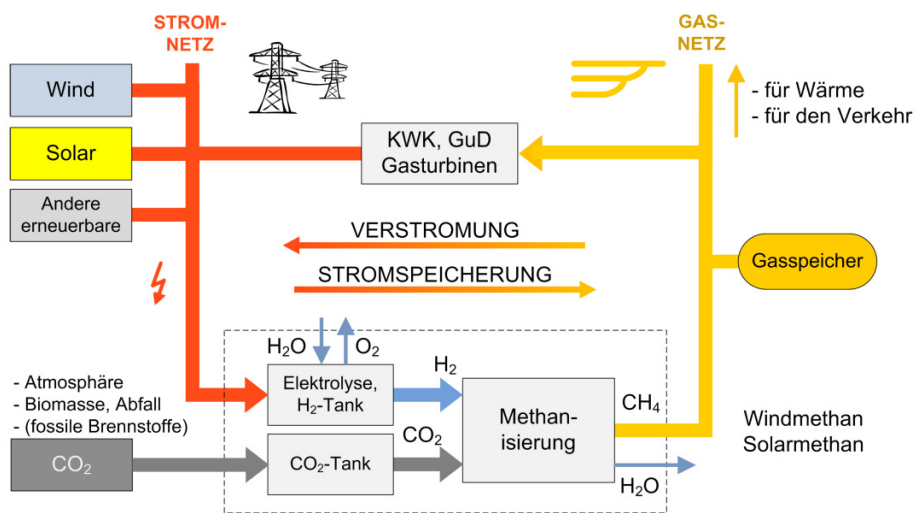 STROM-
NETZ
GAS-
NETZ
Wind
- für Wärme
- für den Verkehr
Solar
KWK, GuD
Gasturbinen
Andere
erneuerbare
VERSTROMUNG
Gasspeicher
STROMSPEICHERUNG
H₂O
O₂
- Atmosphäre
- Biomasse, Abfall
- (fossile Brennstoffe)
Elektrolyse,
H₂-Tank
H₂
Methan-
isierung
CH₄
Windmethan
Solarmethan
CO₂
CO₂-Tank
CO₂
H₂O